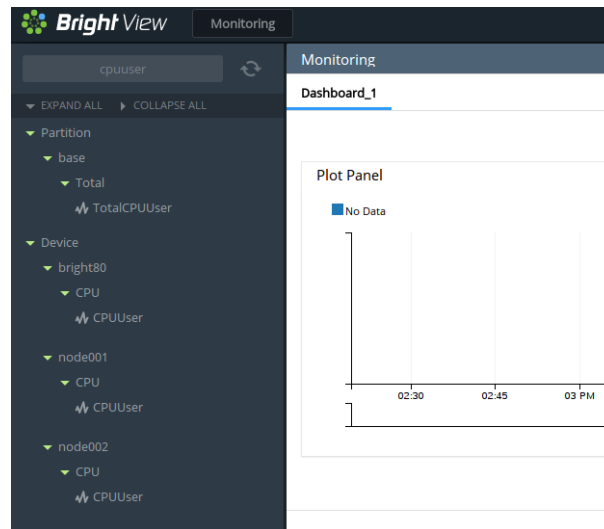 Bright View Monitoring
cpuuser
EXPAND ALL COLLAPSE ALL
Partition
base
Total
TotalCPUUser
Device
bright80
CPU
CPUUser
node001
CPU
CPUUser
node002
CPU
CPUUser
Monitoring
Dashboard_1
Plot Panel
No Data
02:30 02:45 03 PM